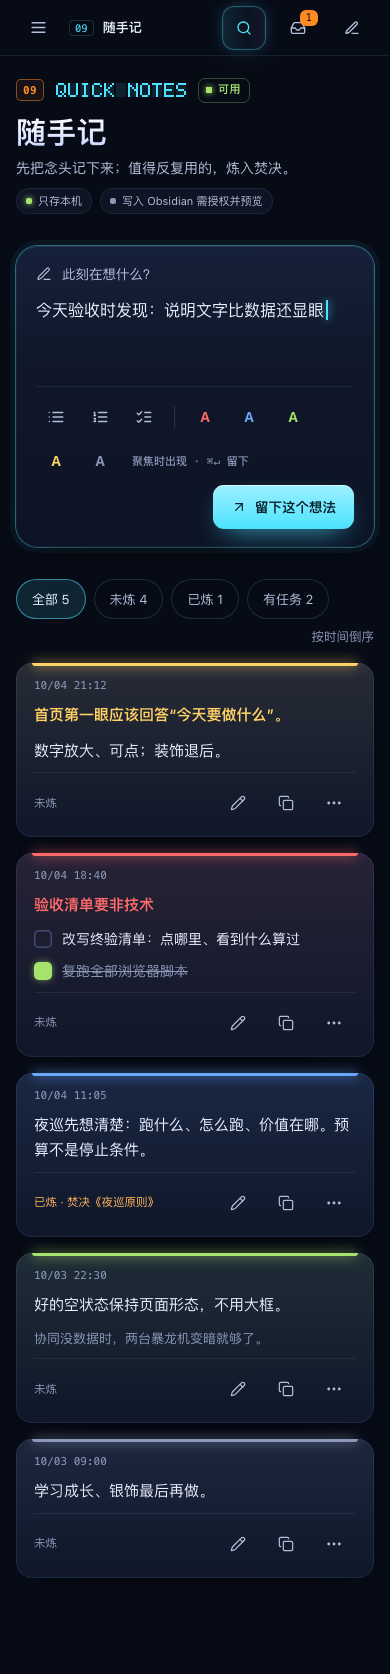 09 随手记
1
09 QUICK NOTES 可用
随手记
先把念头记下来；值得反复用的，炼入焚决。
只存本机 写入 Obsidian 需授权并预览
此刻在想什么?
今天验收时发现：说明文字比数据还显眼
A A A
A A 聚焦时出现 · ⌘↵ 留下
留下这个想法
全部 5 未炼 4 已炼 1 有任务 2
按时间倒序
10/04 21:12
首页第一眼应该回答“今天要做什么”。
数字放大、可点；装饰退后。
未炼
10/04 18:40
验收清单要非技术
改写终验清单：点哪里、看到什么算过
复跑全部浏览器脚本
未炼
10/04 11:05
夜巡先想清楚：跑什么、怎么跑、价值在哪。预
算不是停止条件。
已炼 · 焚决《夜巡原则》
10/03 22:30
好的空状态保持页面形态，不用大框。
协同没数据时，两台暴龙机变暗就够了。
未炼
10/03 09:00
学习成长、银饰最后再做。
未炼